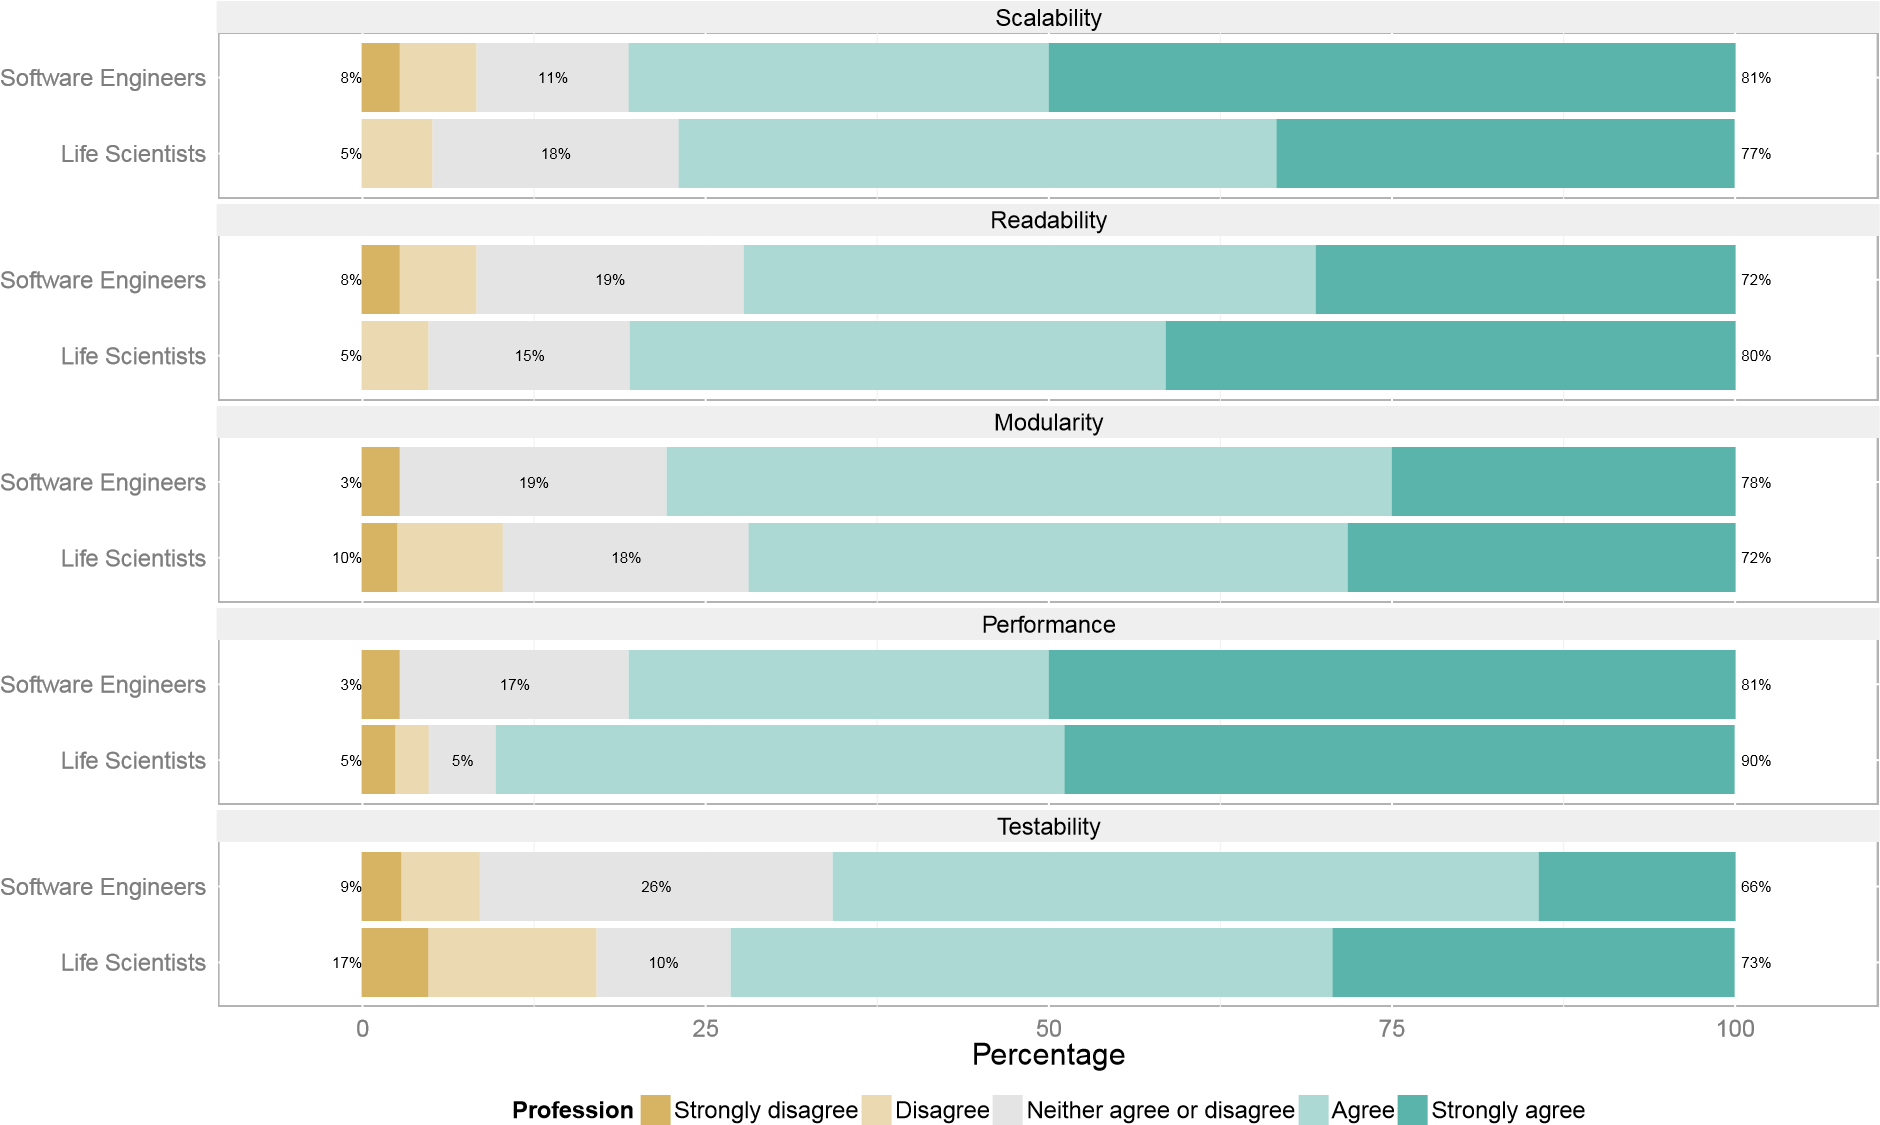 Scalability
Software Engineers 8% 11% 81%
Life Scientists 5% 18% 77%
Readability
Software Engineers 8% 19% 72%
Life Scientists 5% 15% 80%
Modularity
Software Engineers 3% 19% 78%
Life Scientists 10% 18% 72%
Performance
Software Engineers 3% 17% 81%
Life Scientists 5% 5% 90%
Testability
Software Engineers 9% 26% 66%
Life Scientists 17% 10% 73%
0 25 50 75 100
Percentage
Profession Strongly disagree Disagree Neither agree or disagree Agree Strongly agree